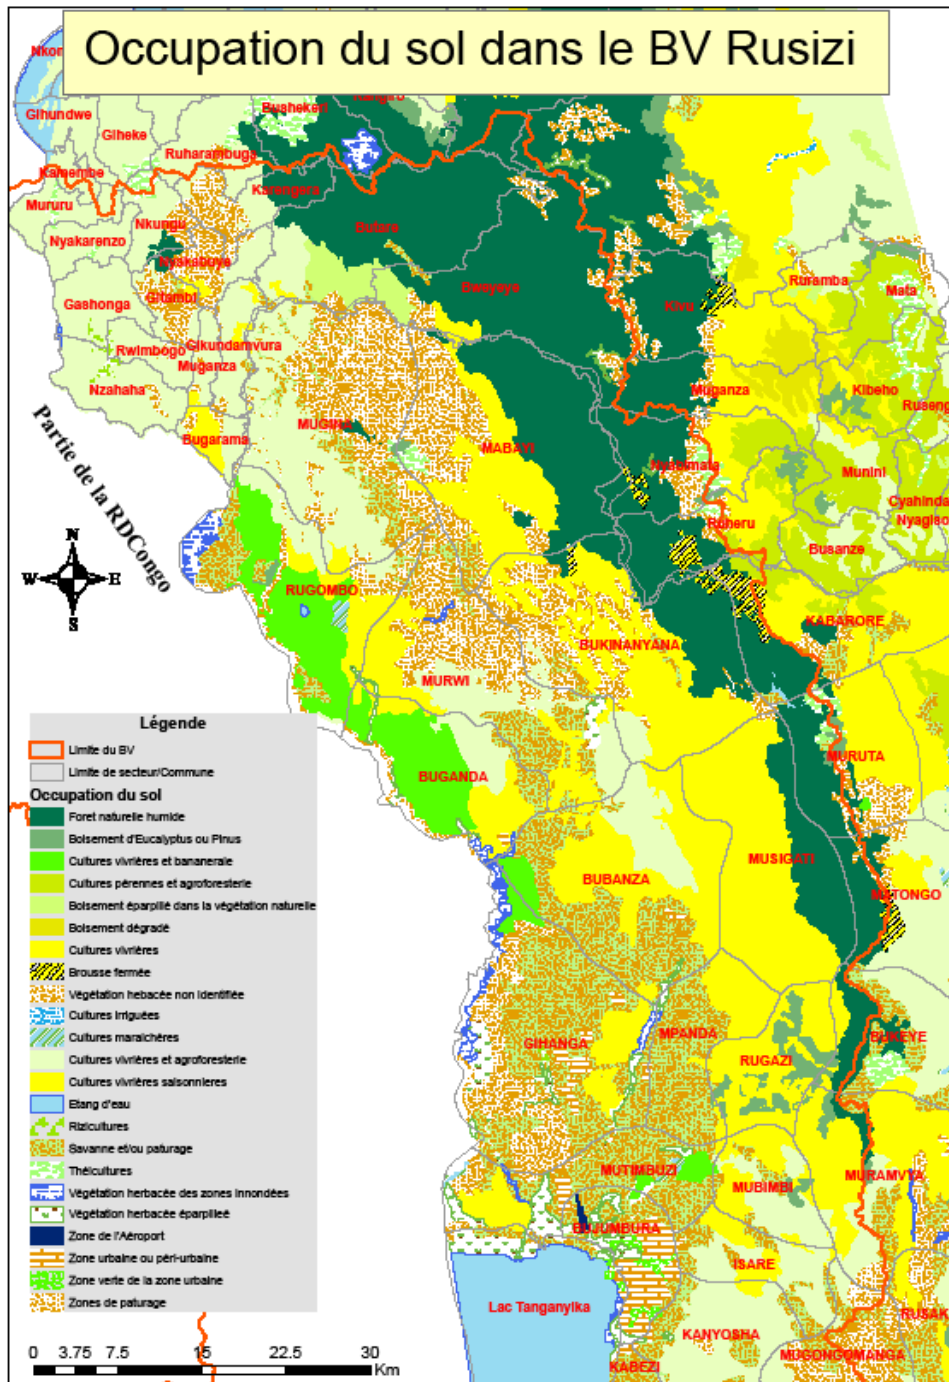 Occupation du sol dans le BV Rusizi
Gihundwe
Giheke
Bushekeri
Ruharambuga
Kamembe
Karengera
Mururu
Nkungu
Butare
Nyakarenzo
Nyakabuye
Bweyeye
Ruramba
Mata
Gashonga
Gitambi
Kivu
Rwimbogo
Gikundamvura
Muganza
Muganza
Kibeho
Nzahaha
Ruseng
MUGINA
Bugarama
MABAYI
Nyabimata
Munini
Cyahinda
Nyagiso
Ruheru
Busanze
Partie de la RDCongo
N
W E
S
RUGOMBO
KABARORE
BUKINANYANA
MURWI
MURUTA
BUGANDA
MUSIGATI
BUBANZA
MATONGO
GIHANGA
MPANDA
RUGAZI
BUKEYE
MUTIMBUZI
MUBIMBI
MURAMVYA
BUJUMBURA
ISARE
Lac Tanganyika
KANYOSHA
RUSAK
MUGONGOMANGA
KABEZI
Légende
Limite du BV
Limite de secteur/Commune
Occupation du sol
Foret naturelle humide
Boisement d'Eucalyptus ou Pinus
Cultures vivrières et bananeraie
Cultures pérennes et agroforesterie
Boisement éparpillé dans la végétation naturelle
Boisement dégradé
Cultures vivrières
Brousse fermée
Végétation hebacée non identifiée
Cultures irriguées
Cultures maraichères
Cultures vivrières et agroforesterie
Cultures vivrières saisonnieres
Etang d'eau
Rizicultures
Savanne et/ou paturage
Théicultures
Végétation herbacée des zones innondées
Végétation herbacée éparpilleé
Zone de l'Aéroport
Zone urbaine ou péri-urbaine
Zone verte de la zone urbaine
Zones de paturage
0 3.75 7.5 15 22.5 30
Km